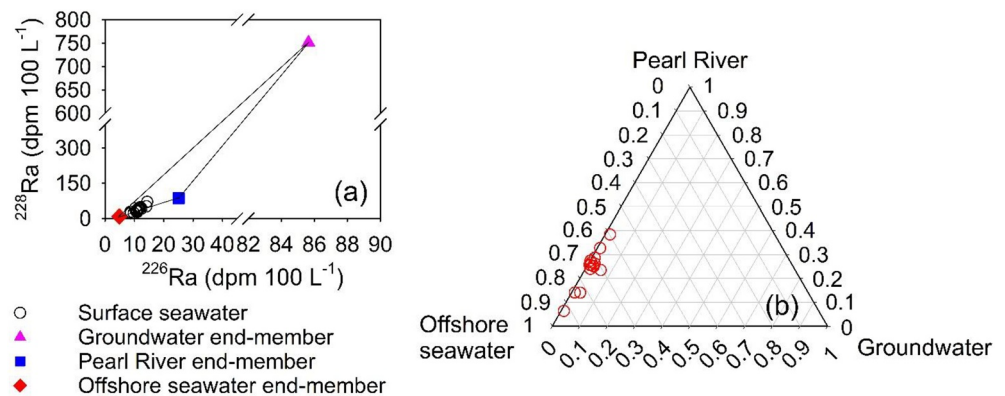 800
750
700
650
600
300
150
0
²²⁸Ra (dpm 100 L⁻¹)
(a)
0 10 20 30 40 82 84 86 88 90
²²⁶Ra (dpm 100 L⁻¹)
Surface seawater
Groundwater end-member
Pearl River end-member
Offshore seawater end-member
Pearl River
0 1
0.1 0.9
0.2 0.8
0.3 0.7
0.4 0.6
0.5 0.5
0.6 0.4
0.7 0.3
0.8 0.2
0.9 0.1
1 0
(b)
Offshore
seawater
Groundwater
0 0.1 0.2 0.3 0.4 0.5 0.6 0.7 0.8 0.9 1